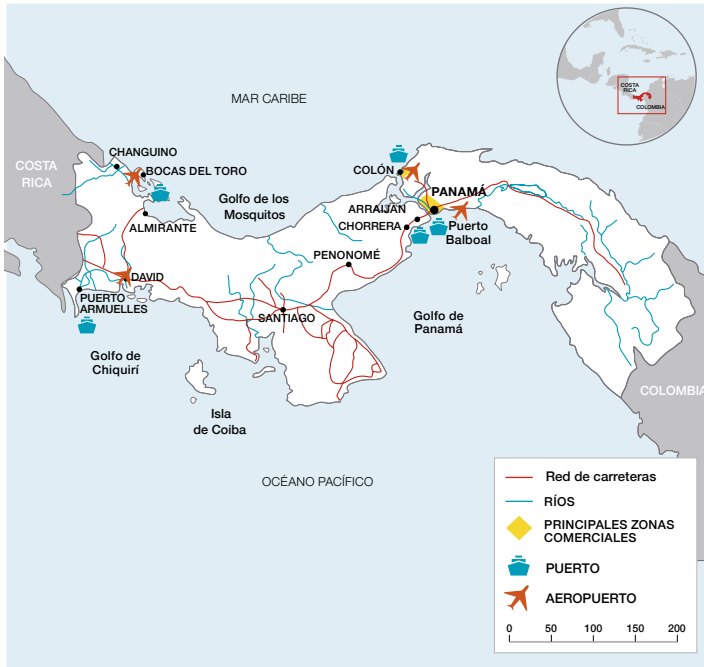 COSTA
RICA
COLOMBIA
MAR CARIBE
CHANGUINO
BOCAS DEL TORO
COSTA
RICA
COLÓN
PANAMÁ
Golfo de los
Mosquitos
ARRAIJÁN
ALMIRANTE
CHORRERA
Puerto
Balboal
PENONOMÉ
DAVID
PUERTO
ARMUELLES
SANTIAGO
Golfo de
Panamá
Golfo de
Chiquirí
COLOMBIA
Isla
de Coiba
OCÉANO PACÍFICO
Red de carreteras
RÍOS
PRINCIPALES ZONAS
COMERCIALES
PUERTO
AEROPUERTO
0 50 100 150 200